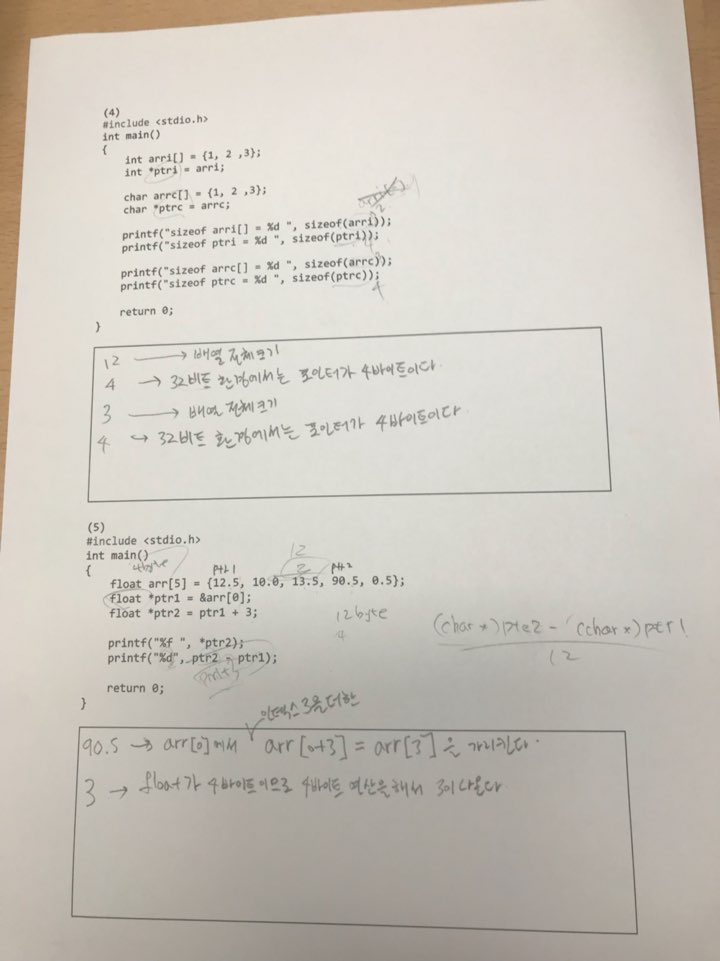 (4)
#include <stdio.h>
int main()
{
int arri[] = {1, 2 ,3};
int *ptri = arri;
char arrc[] = {1, 2 ,3};
char *ptrc = arrc;
12
printf("sizeof arri[] = %d ", sizeof(arri));
printf("sizeof ptri = %d ", sizeof(ptri));
4
printf("sizeof arrc[] = %d ", sizeof(arrc));
printf("sizeof ptrc = %d ", sizeof(ptrc));
4
return 0;
}
12 → 배열 전체크기
4 → 32비트 환경에서는 포인터가 4바이트이다.
3 → 배열 전체크기
4 → 32비트 환경에서는 포인터가 4바이트이다
(5)
#include <stdio.h>
int main()
12
{ 4byte ptr1 2 ptr2
float arr[5] = {12.5, 10.0, 13.5, 90.5, 0.5};
float *ptr1 = &arr[0];
float *ptr2 = ptr1 + 3;
12byte
4
(char *)ptr2 - (char *)ptr1
12
printf("%f ", *ptr2);
printf("%d", ptr2 - ptr1);
ptr1+3
return 0;
}
인덱스 3을 더한
90.5 → arr[0]에서 arr[0+3] = arr[3]을 가리킨다.
3 → float가 4바이트이므로 4바이트 연산을해서 3이 나온다.